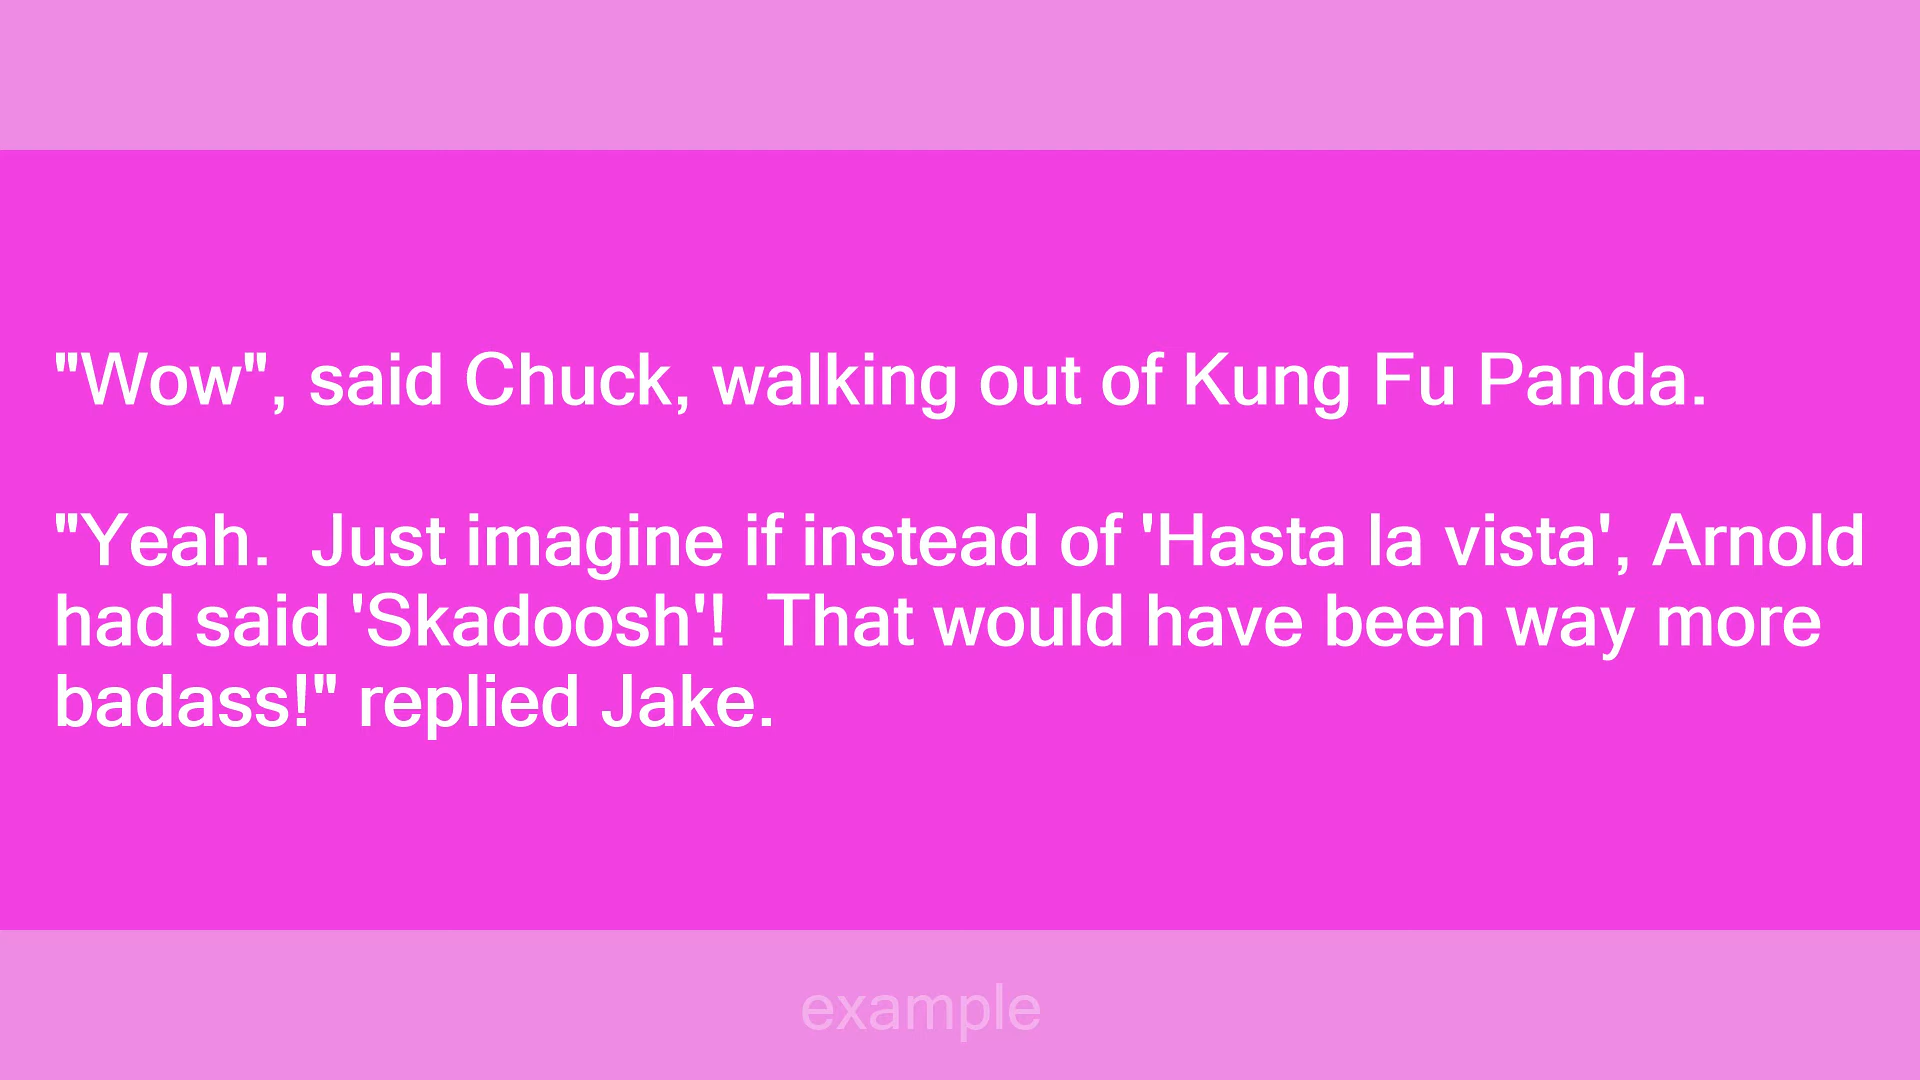 "Wow", said Chuck, walking out of Kung Fu Panda.
"Yeah.  Just imagine if instead of 'Hasta la vista', Arnold
had said 'Skadoosh'!  That would have been way more
badass!" replied Jake.
example